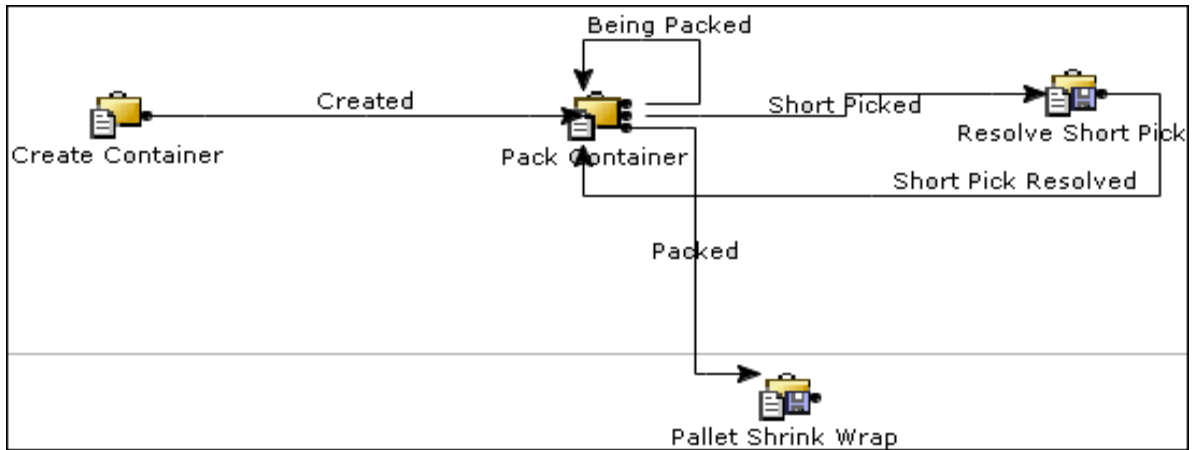 Being Packed
Created
Short Picked
Create Container
Pack Container
Resolve Short Pick
Short Pick Resolved
Packed
Pallet Shrink Wrap